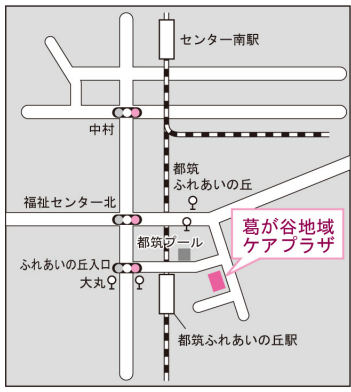 センター南駅
中村
都筑
ふれあいの丘
福祉センター北
葛が谷地域
ケアプラザ
都筑プール
ふれあいの丘入口
大丸
都筑ふれあいの丘駅